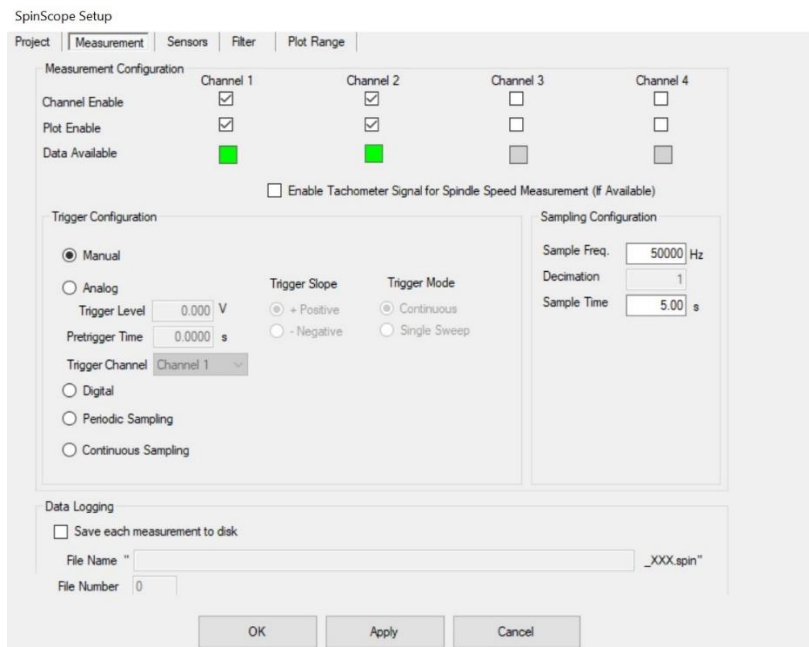 SpinScope Setup
Project Measurement Sensors Filter Plot Range
Measurement Configuration
Channel 1 Channel 2 Channel 3 Channel 4
Channel Enable
Plot Enable
Data Available
Enable Tachometer Signal for Spindle Speed Measurement (If Available)
Trigger Configuration
Sampling Configuration
Manual
Sample Freq. 50000 Hz
Analog
Trigger Slope Trigger Mode
Decimation 1
Trigger Level 0.000 V
+ Positive Continuous
Sample Time 5.00 s
Pretrigger Time 0.0000 s
- Negative Single Sweep
Trigger Channel Channel 1
Digital
Periodic Sampling
Continuous Sampling
Data Logging
Save each measurement to disk
File Name " _XXX.spin"
File Number 0
OK Apply Cancel